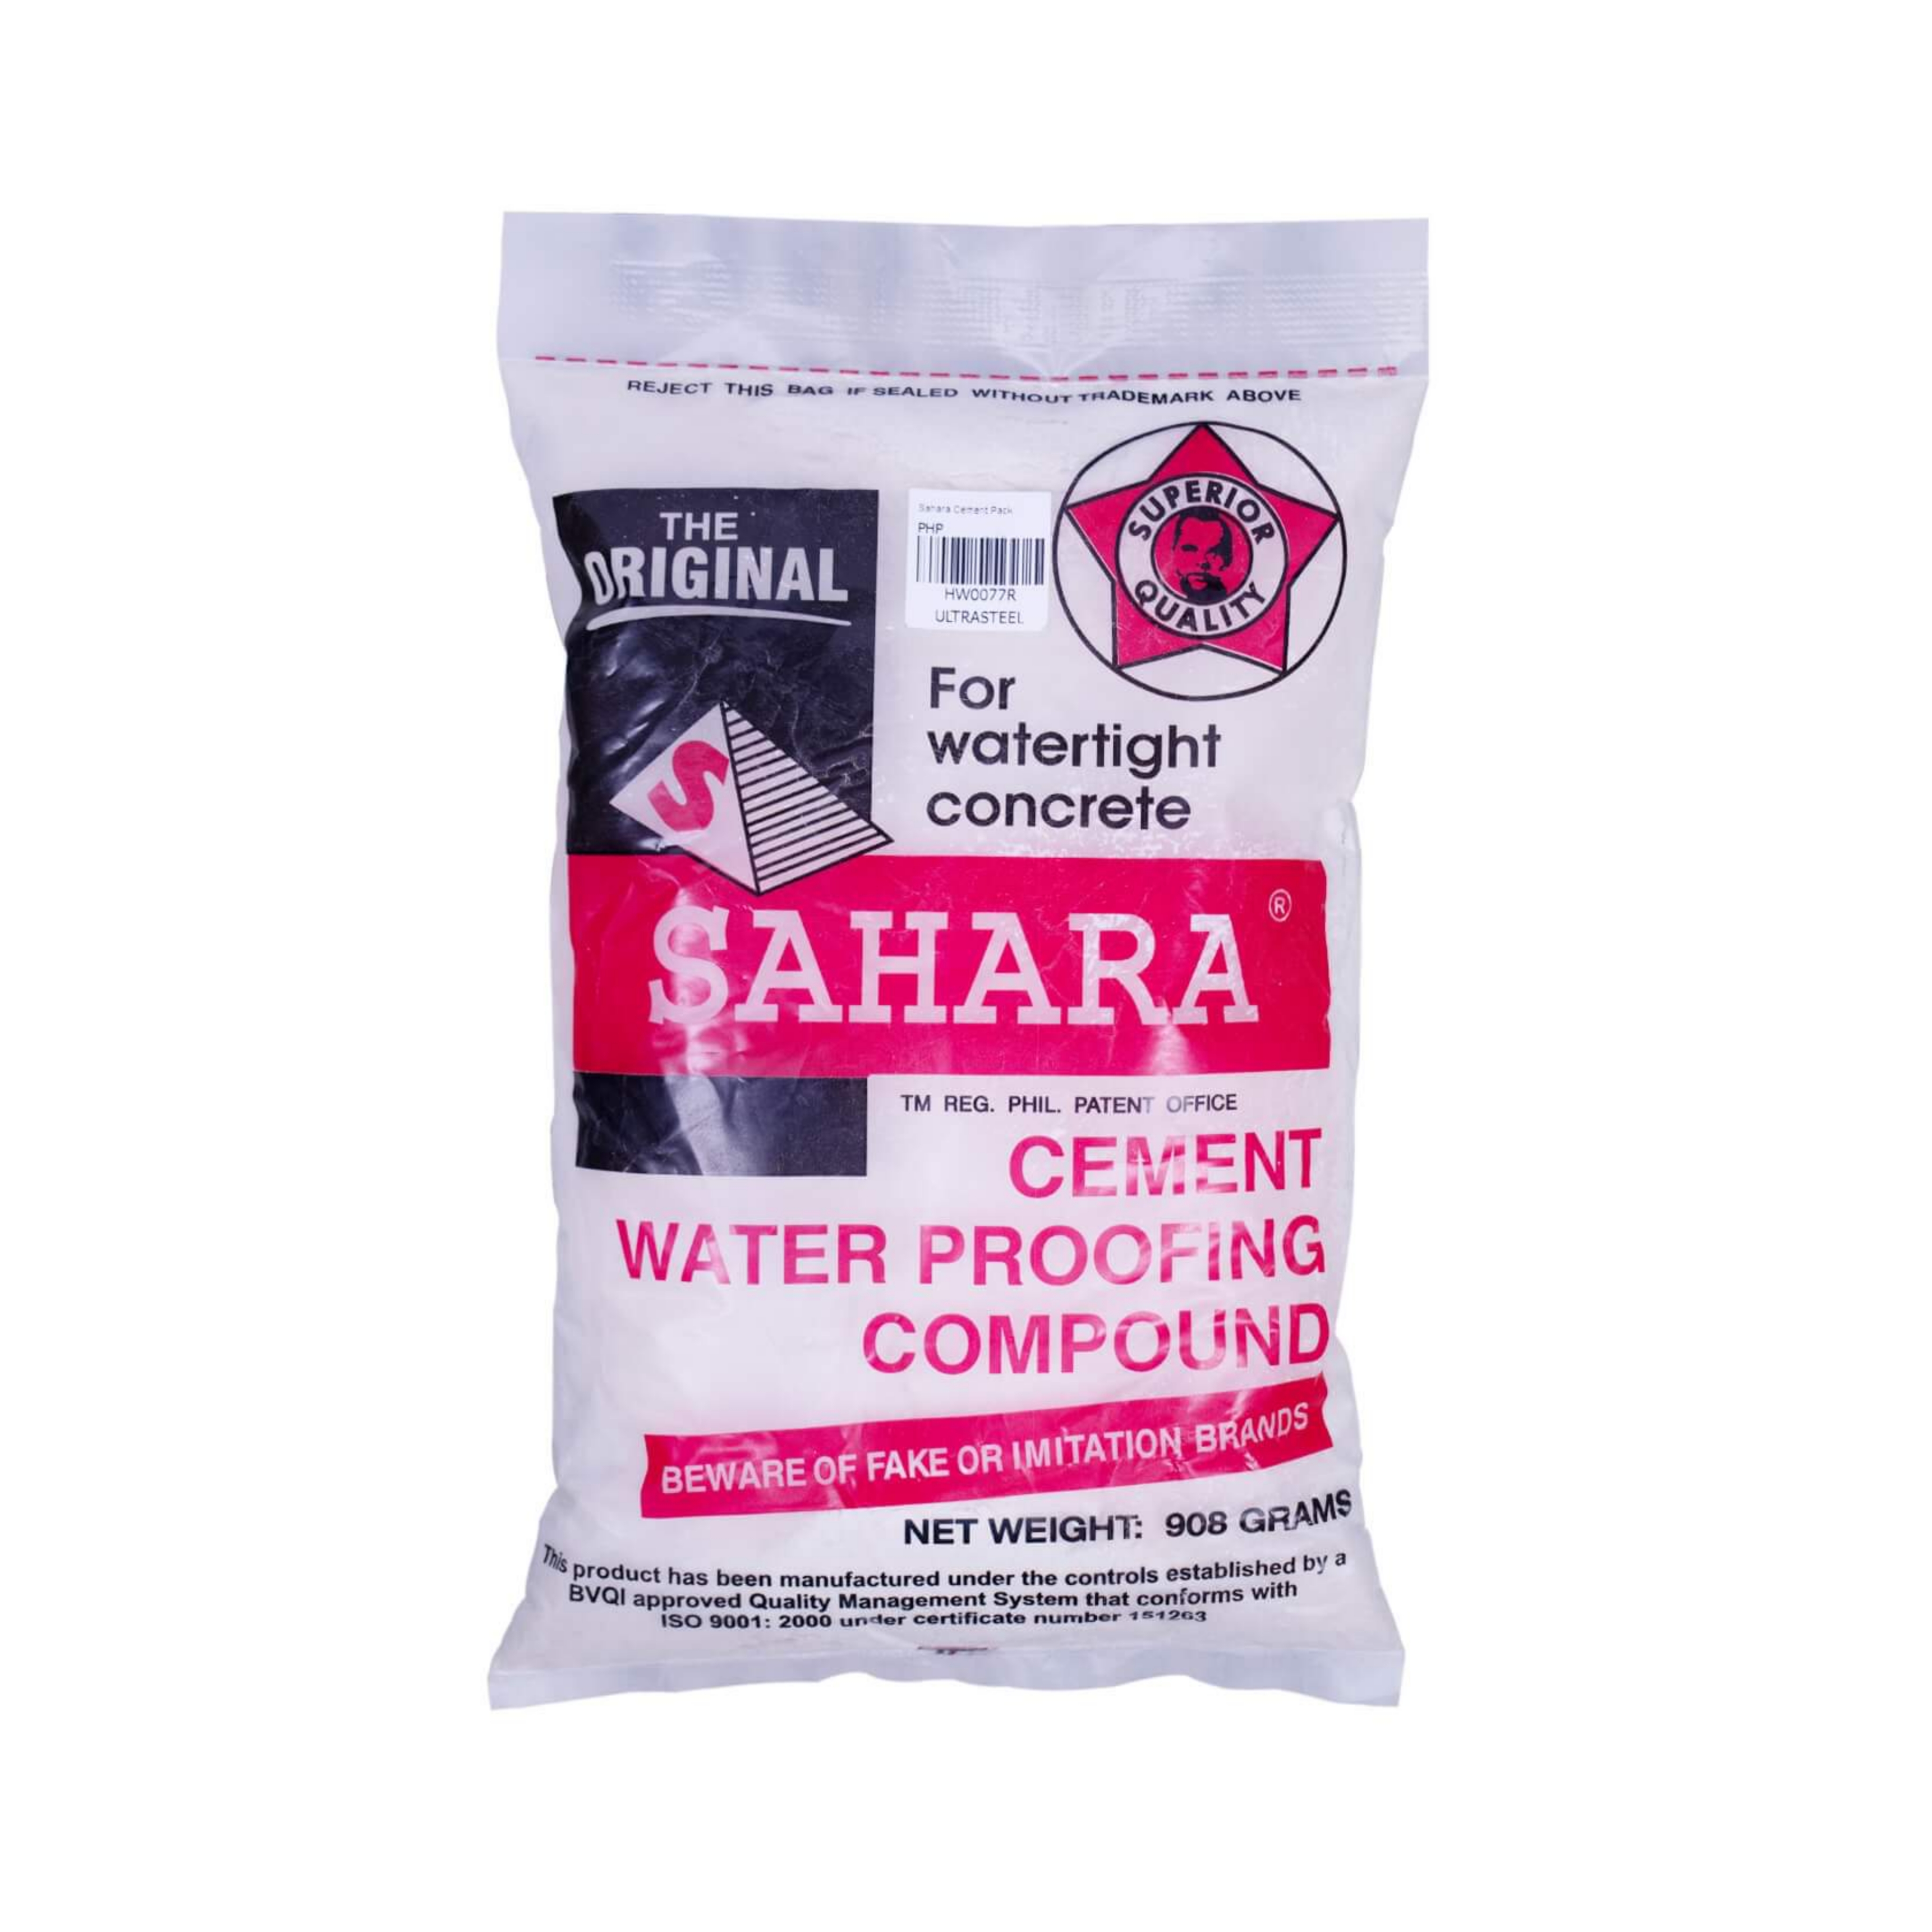 REJECT THIS BAG IF SEALED WITHOUT TRADEMARK ABOVE
THE
ORIGINAL
Sahara Cement Pack
PHP
HW0077R
ULTRASTEEL
SUPERIOR
QUALITY
For
watertight
concrete
S
SAHARA®
TM REG. PHIL. PATENT OFFICE
CEMENT
WATER PROOFING
COMPOUND
BEWARE OF FAKE OR IMITATION BRANDS
NET WEIGHT: 908 GRAMS
This product has been manufactured under the controls established by a
BVQI approved Quality Management System that conforms with
ISO 9001: 2000 under certificate number 151263